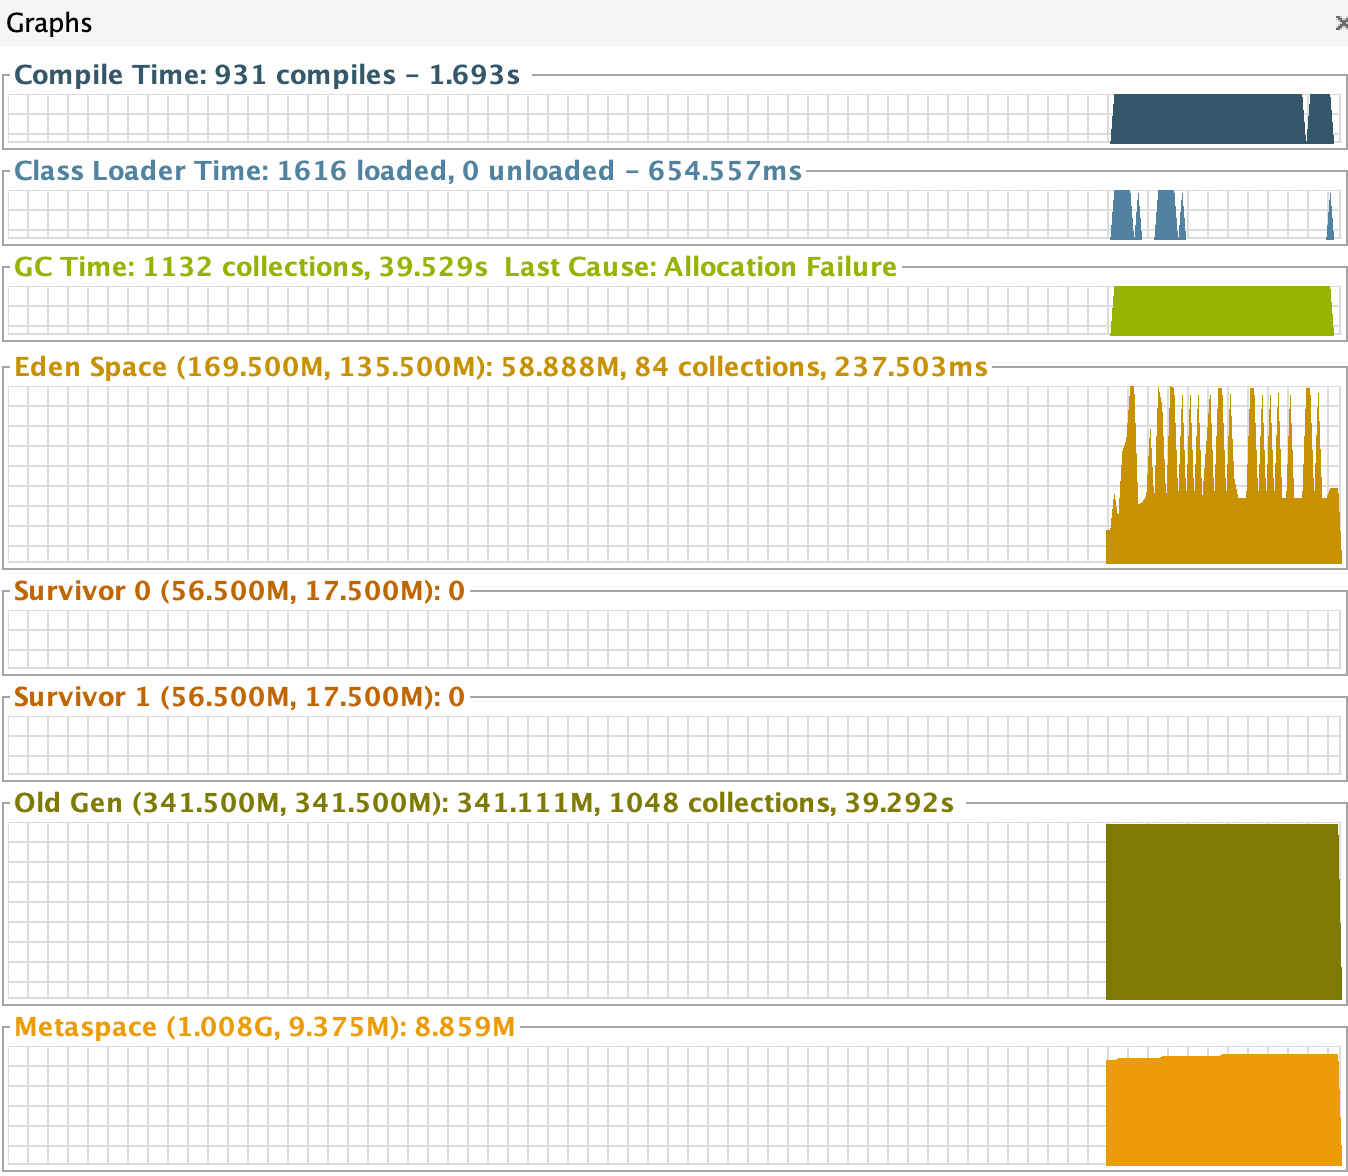 Graphs
Compile Time: 931 compiles – 1.693s
Class Loader Time: 1616 loaded, 0 unloaded – 654.557ms
GC Time: 1132 collections, 39.529s  Last Cause: Allocation Failure
Eden Space (169.500M, 135.500M): 58.888M, 84 collections, 237.503ms
Survivor 0 (56.500M, 17.500M): 0
Survivor 1 (56.500M, 17.500M): 0
Old Gen (341.500M, 341.500M): 341.111M, 1048 collections, 39.292s
Metaspace (1.008G, 9.375M): 8.859M